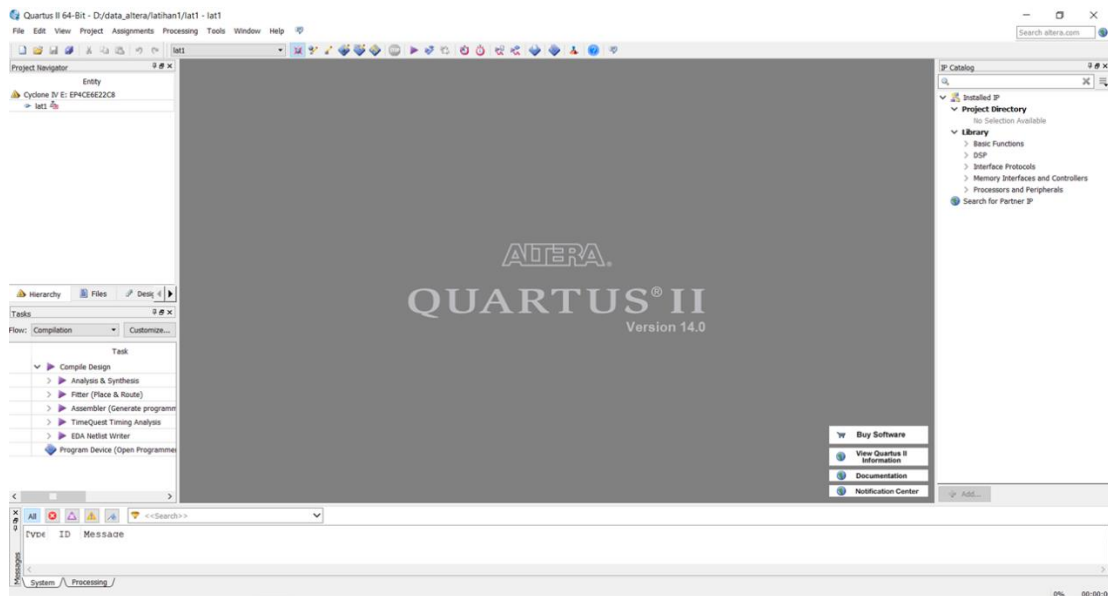 Quartus II 64-Bit - D:/data_altera/latihan1/lat1 - lat1
File Edit View Project Assignments Processing Tools Window Help
Search altera.com
lat1
Project Navigator
Entity
Cyclone IV E: EP4CE6E22C8
lat1
Hierarchy Files Desig
Tasks
Flow: Compilation Customize...
Task
Compile Design
Analysis & Synthesis
Fitter (Place & Route)
Assembler (Generate programm
TimeQuest Timing Analysis
EDA Netlist Writer
Program Device (Open Programmer
ALTERA®
QUARTUS® II
Version 14.0
Buy Software
View Quartus II
Information
Documentation
Notification Center
IP Catalog
Installed IP
Project Directory
No Selection Available
Library
Basic Functions
DSP
Interface Protocols
Memory Interfaces and Controllers
Processors and Peripherals
Search for Partner IP
Add...
All <<Search>>
Type ID Message
Messages
System Processing
0% 00:00:0